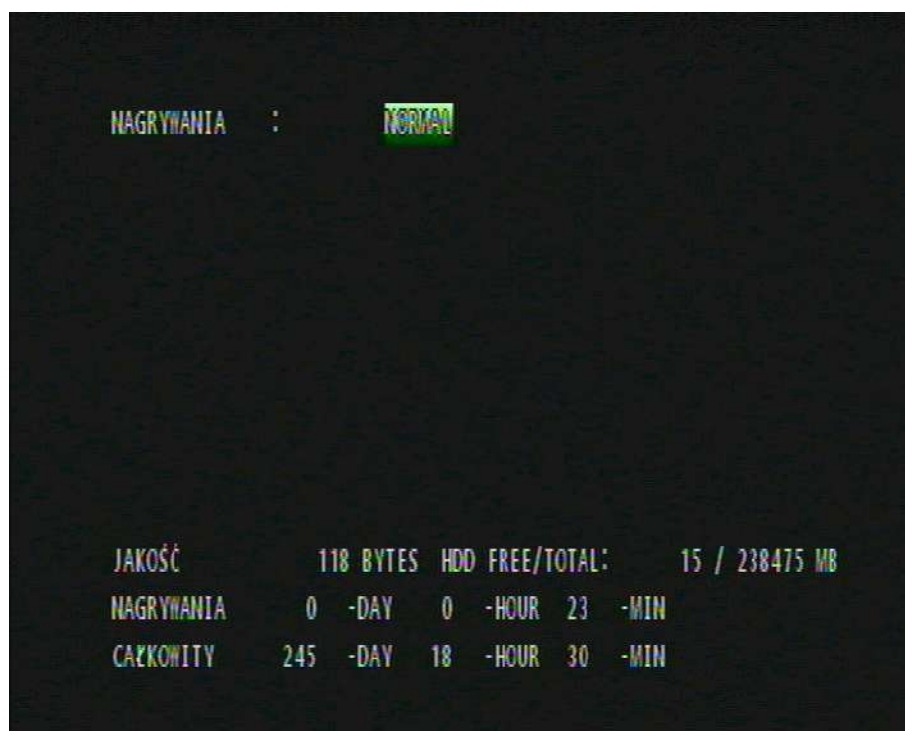 NAGRYWANIA : NORMAL
JAKOŚĆ 118 BYTES HDD FREE/TOTAL: 15 / 238475 MB
NAGRYWANIA 0 -DAY 0 -HOUR 23 -MIN
CAŁKOWITY 245 -DAY 18 -HOUR 30 -MIN